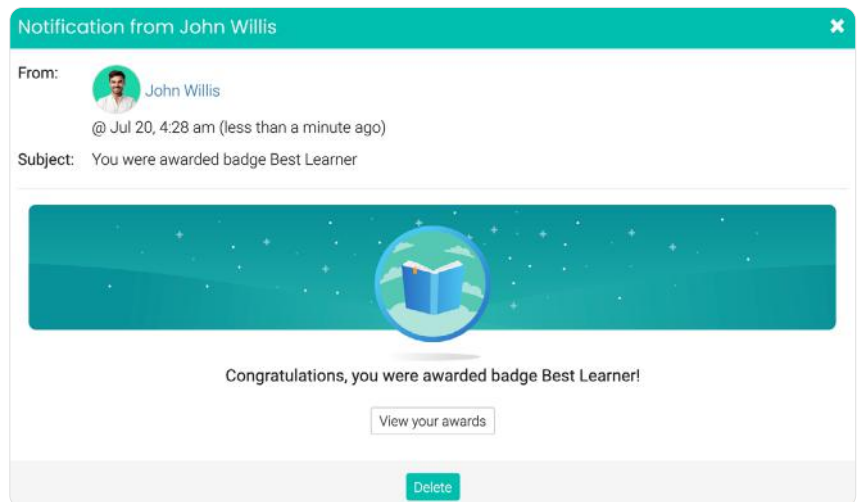 Notification from John Willis
From:
John Willis
@ Jul 20, 4:28 am (less than a minute ago)
Subject: You were awarded badge Best Learner
Congratulations, you were awarded badge Best Learner!
View your awards
Delete